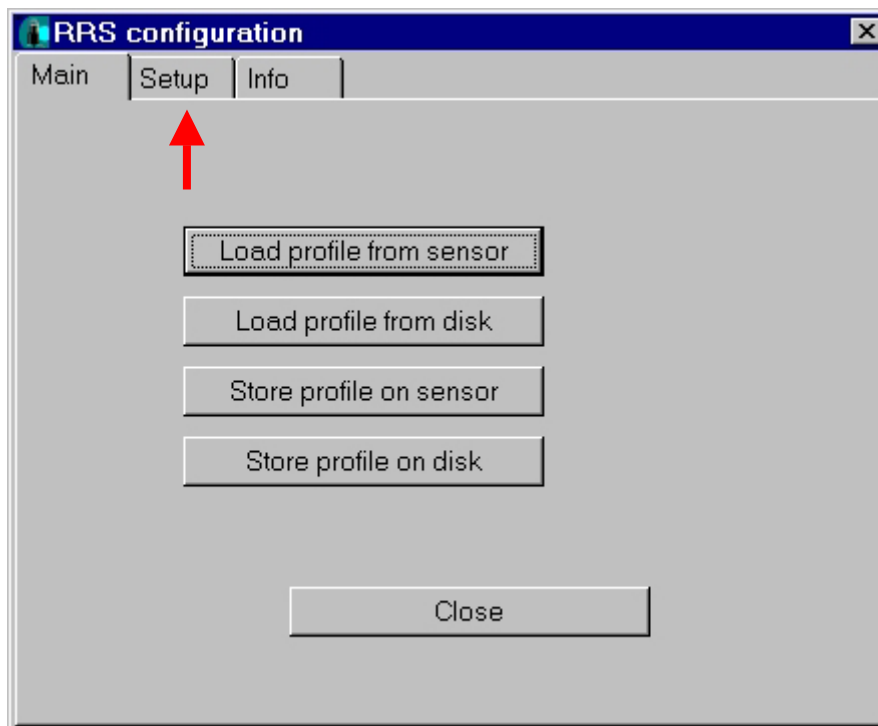 RRS configuration
Main Setup Info
Load profile from sensor
Load profile from disk
Store profile on sensor
Store profile on disk
Close